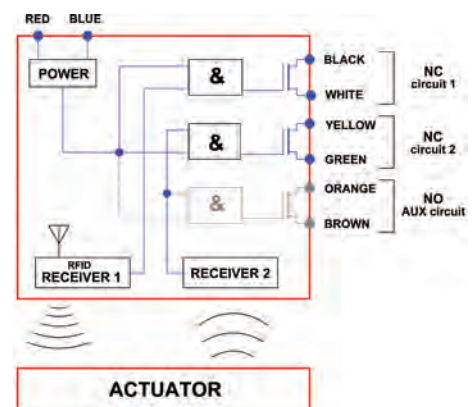 RED BLUE
POWER
&
BLACK
WHITE
NC
circuit 1
&
YELLOW
GREEN
NC
circuit 2
&
ORANGE
BROWN
NO
AUX circuit
RFID
RECEIVER 1
RECEIVER 2
ACTUATOR